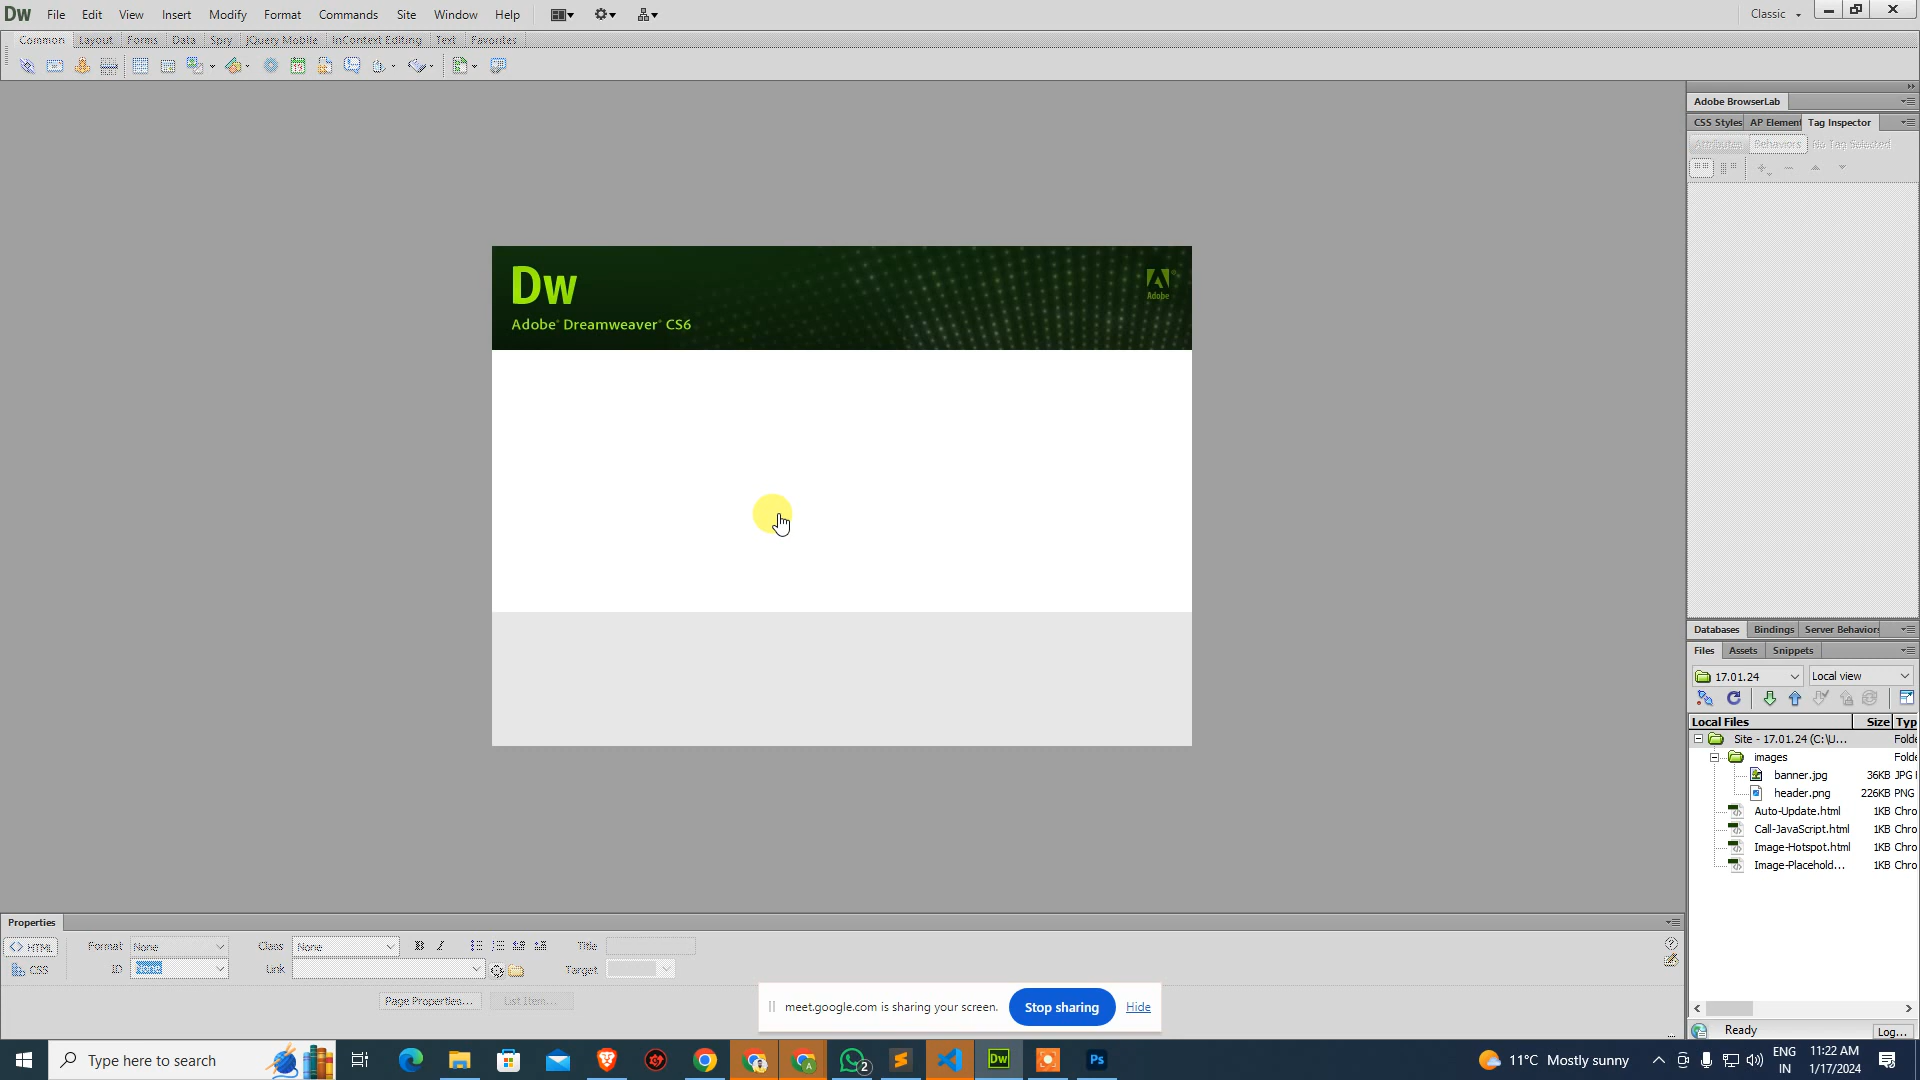 Dw File Edit View Insert Modify Format Commands Site Window Help Classic
Common Layout Forms Data Spry jQuery Mobile InContext Editing Text Favorites
Adobe BrowserLab
CSS Styles AP Element Tag Inspector
Attributes Behaviors No Tag Selected
Dw
Adobe
Adobe® Dreamweaver® CS6
Databases Bindings Server Behaviors
Files Assets Snippets
17.01.24 Local view
Local Files Size Typ
Site - 17.01.24 (C:\U... Folde
images Folde
banner.jpg 36KB JPG I
header.png 226KB PNG
Auto-Update.html 1KB Chro
Call-JavaScript.html 1KB Chro
Image-Hotspot.html 1KB Chro
Image-Placehold... 1KB Chro
Properties
<> HTML Format None Class None B I Title
CSS ID None Link Target
Page Properties... List Item...
meet.google.com is sharing your screen. Stop sharing Hide
Ready Log...
Type here to search
A
2
Dw
Ps
11°C Mostly sunny
ENG
IN
11:22 AM
1/17/2024